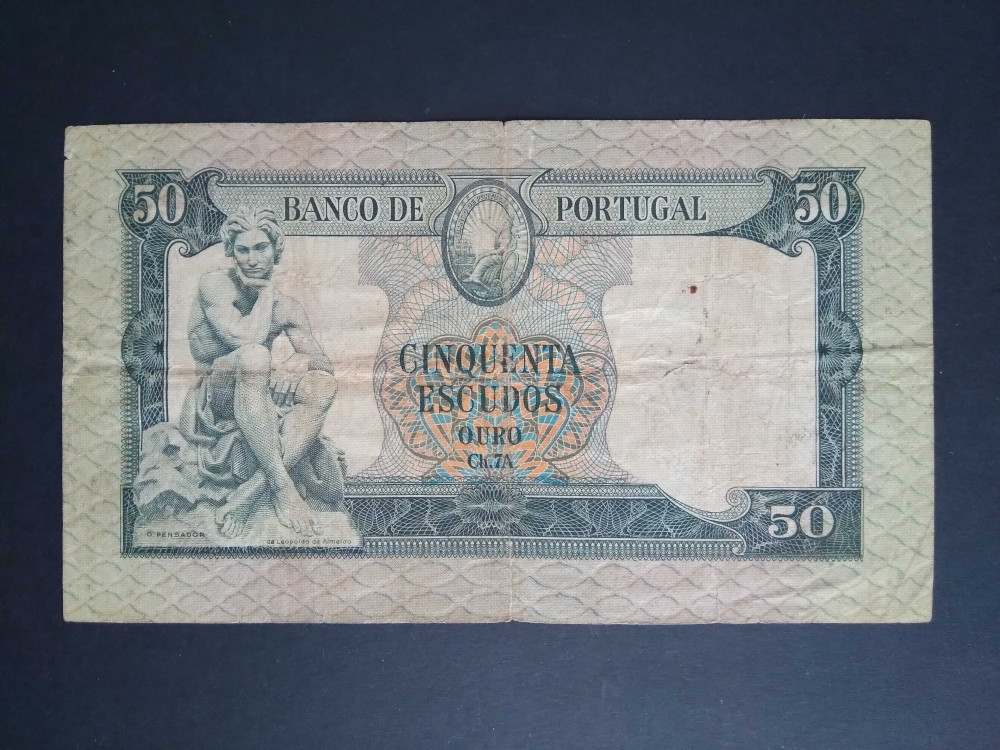 50 BANCO DE PORTUGAL 50
CINQUENTA
ESCUDOS
OURO
Ch.7A
50
O PENSADOR
de Leopoldo de Almeida